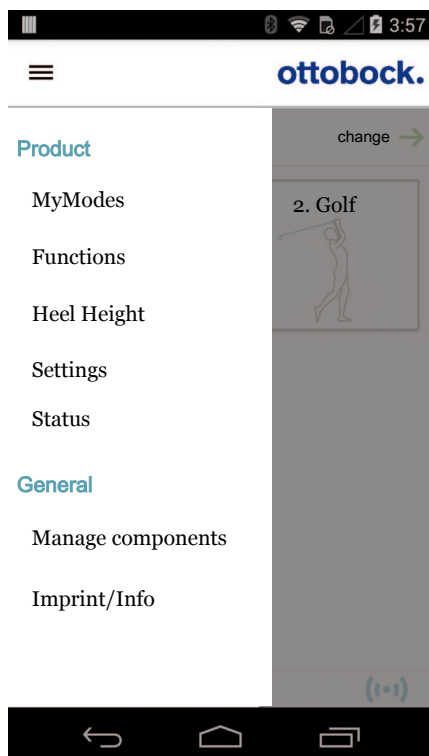 3:57
ottobock.
change
Product
MyModes
2. Golf
Functions
Heel Height
Settings
Status
General
Manage components
Imprint/Info